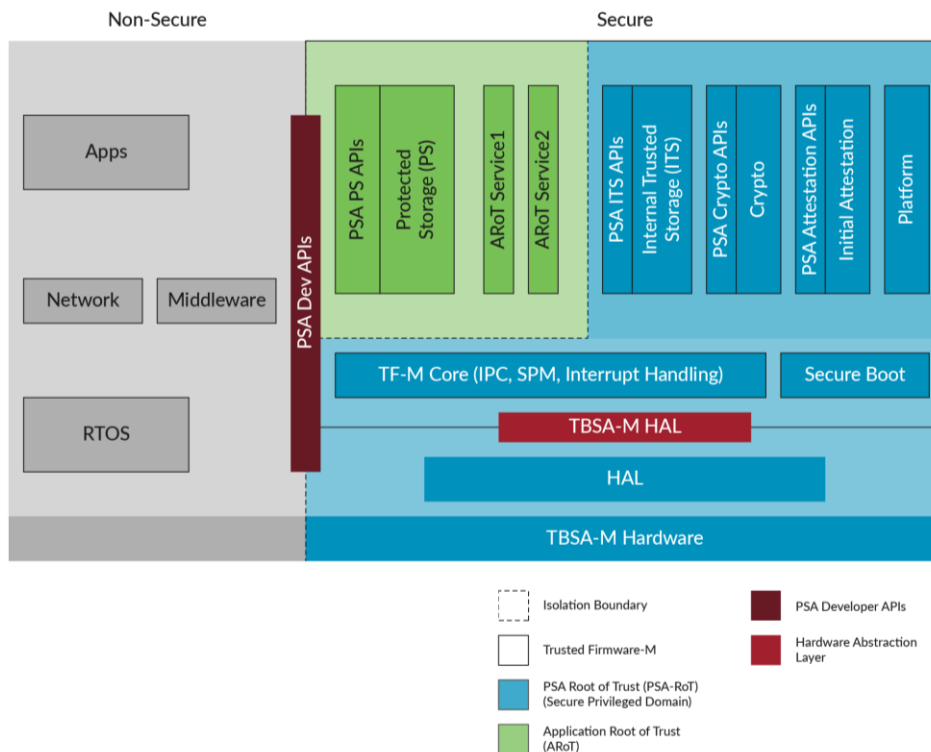 Non-Secure
Secure
Apps
Network
Middleware
RTOS
PSA Dev APIs
PSA PS APIs
Protected
Storage (PS)
ARoT Service1
ARoT Service2
PSA ITS APIs
Internal Trusted
Storage (ITS)
PSA Crypto APIs
Crypto
PSA Attestation APIs
Initial Attestation
Platform
TF-M Core (IPC, SPM, Interrupt Handling)
Secure Boot
TBSA-M HAL
HAL
TBSA-M Hardware
Isolation Boundary
Trusted Firmware-M
PSA Root of Trust (PSA-RoT)
(Secure Privileged Domain)
Application Root of Trust
(ARoT)
PSA Developer APIs
Hardware Abstraction
Layer